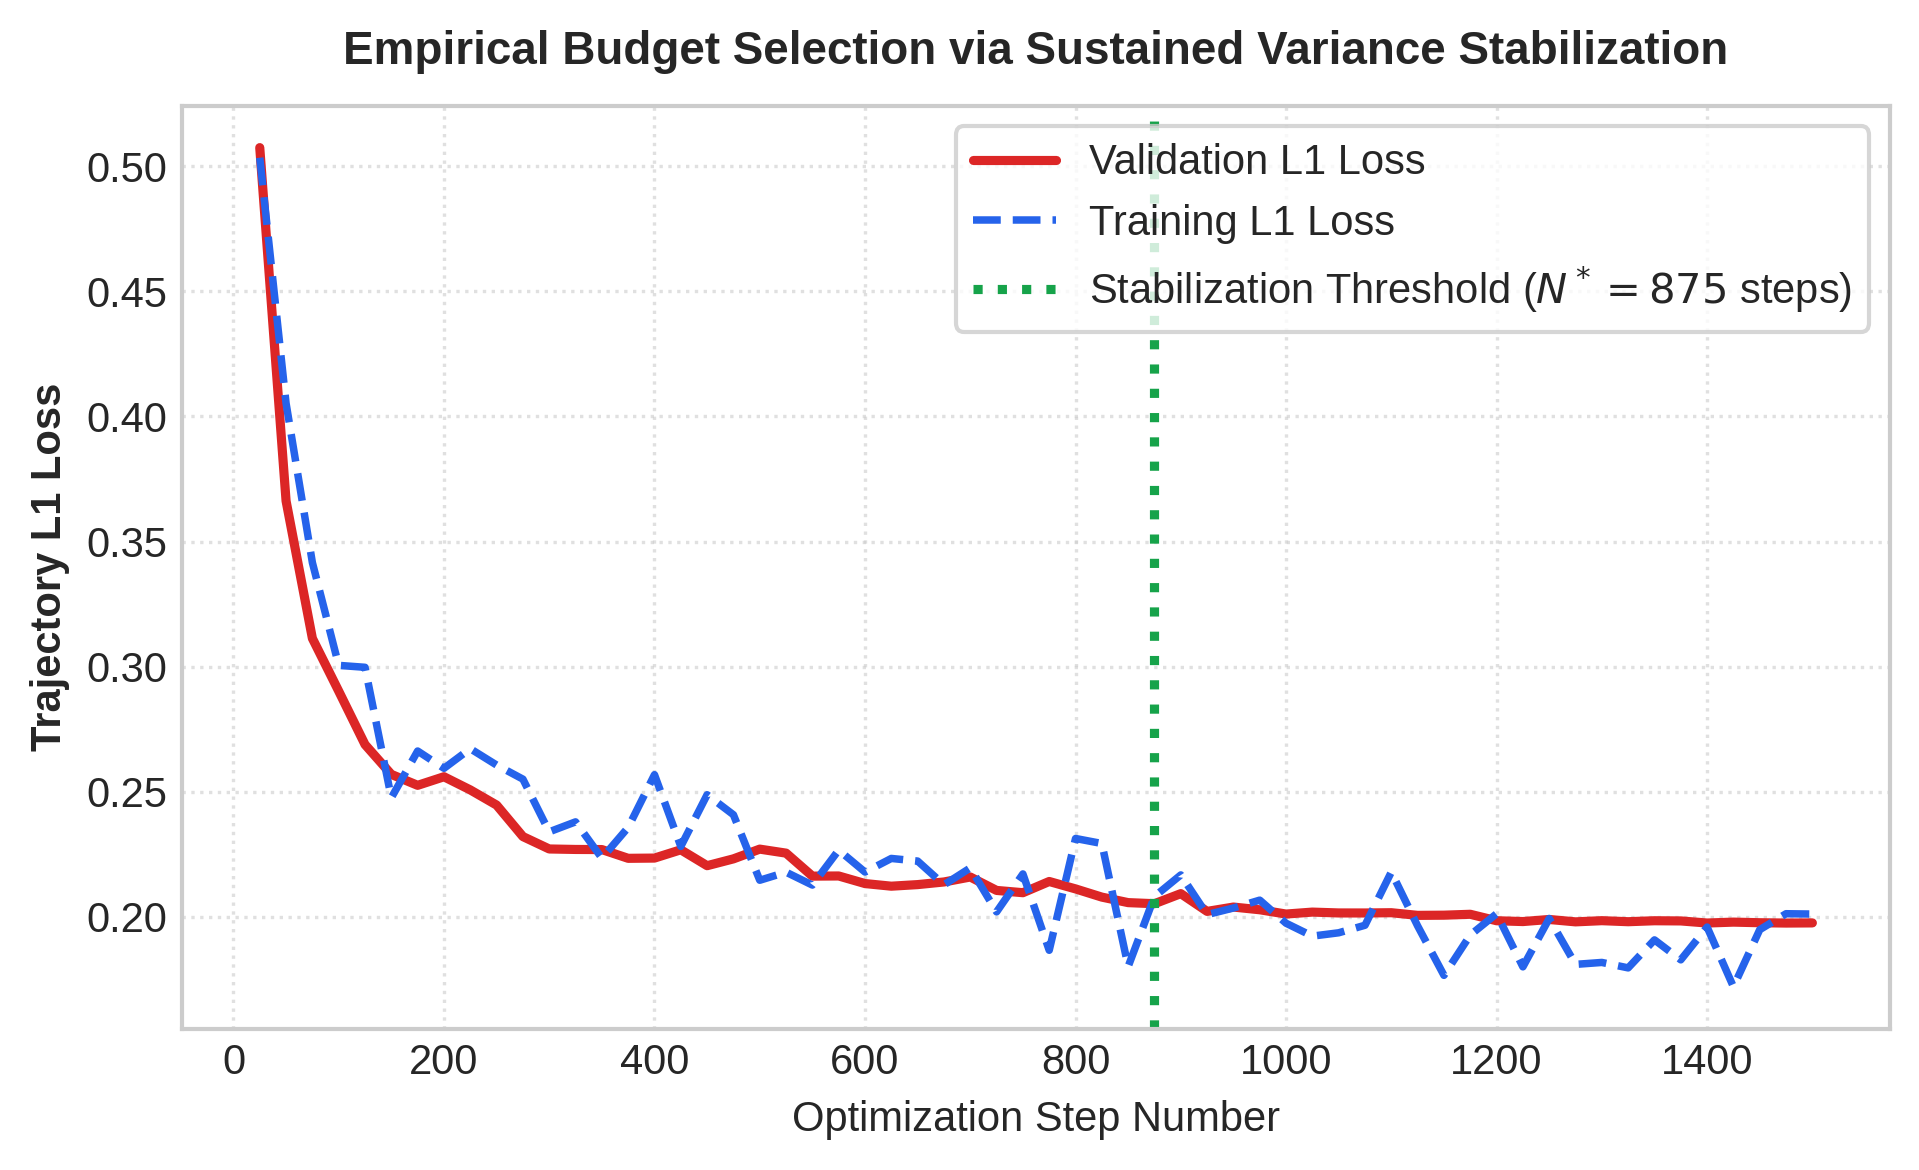 Empirical Budget Selection via Sustained Variance Stabilization
Validation L1 Loss
Training L1 Loss
Stabilization Threshold (N* = 875 steps)
Trajectory L1 Loss
0.50
0.45
0.40
0.35
0.30
0.25
0.20
0 200 400 600 800 1000 1200 1400
Optimization Step Number